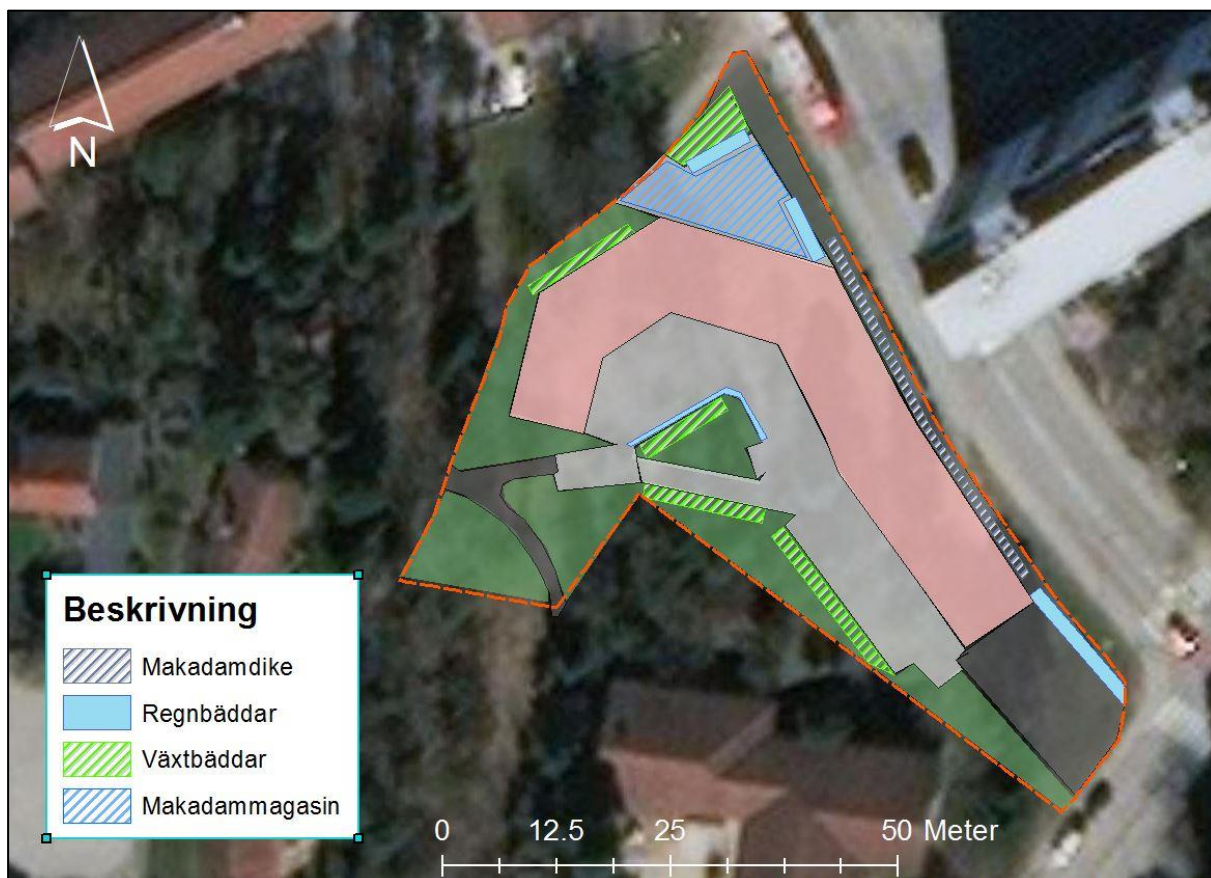 N
Beskrivning
Makadamdike
Regnbäddar
Växtbäddar
Makadammagasin
0 12.5 25 50 Meter